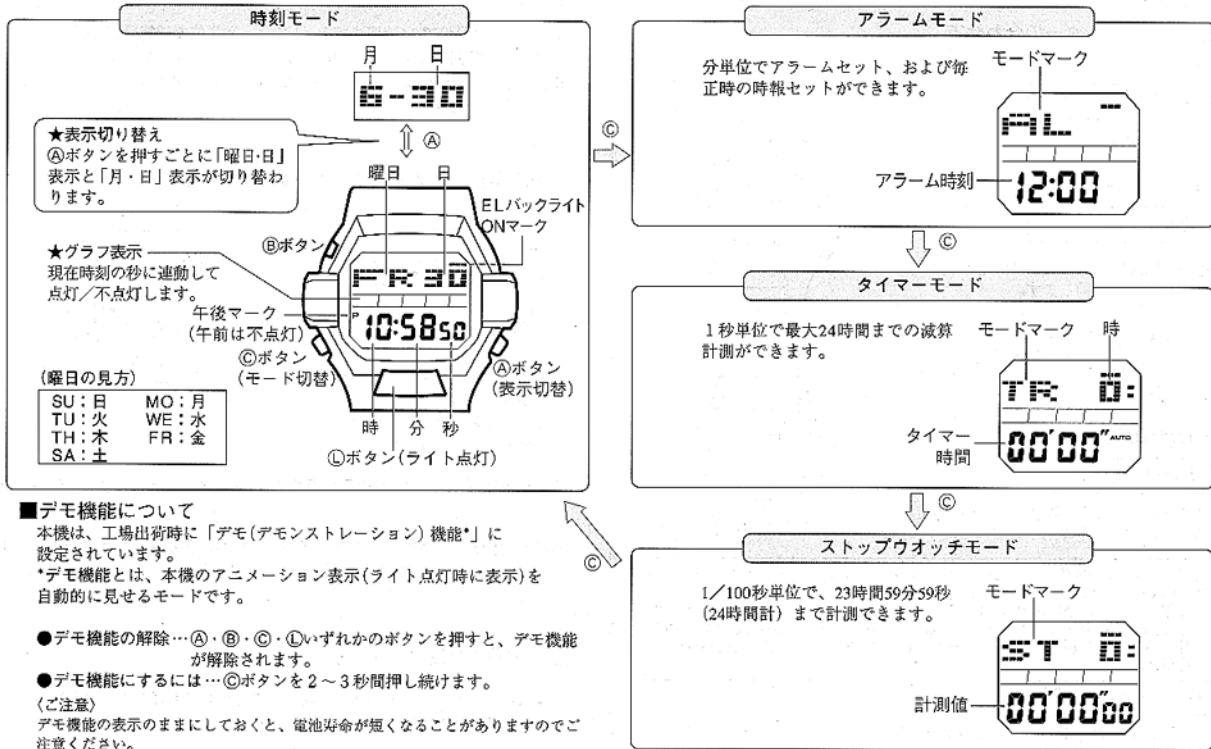 時刻モード
月 日
6-30
Ⓐ
★表示切り替え
Ⓐボタンを押すごとに「曜日·日」
表示と「月・日」表示が切り替わ
ります。
曜日 日
ELバックライト
ONマーク
Ⓑボタン
★グラフ表示
現在時刻の秒に連動して
点灯／不点灯します。
FR 30
午後マーク
(午前は不点灯)
P
10:58 50
Ⓒボタン
(モード切替)
Ⓐボタン
(表示切替)
(曜日の見方)
SU：日 MO：月
TU：火 WE：水
TH：木 FR：金
SA：土
時 分 秒
Ⓛボタン(ライト点灯)
Ⓒ
アラームモード
分単位でアラームセット、および毎
正時の時報セットができます。
モードマーク
AL
アラーム時刻
12:00
Ⓒ
タイマーモード
1秒単位で最大24時間までの減算
計測ができます。
モードマーク 時
TR 0:
タイマー
時間
00'00" AUTO
Ⓒ
ストップウオッチモード
1／100秒単位で、23時間59分59秒
(24時間計) まで計測できます。
モードマーク
ST 0:
計測値
00'00"00
Ⓒ
■デモ機能について
本機は、工場出荷時に「デモ(デモンストレーション) 機能*」に
設定されています。
*デモ機能とは、本機のアニメーション表示(ライト点灯時に表示)を
自動的に見せるモードです。
●デモ機能の解除…Ⓐ・Ⓑ・Ⓒ・Ⓛいずれかのボタンを押すと、デモ機能
が解除されます。
●デモ機能にするには…Ⓒボタンを2～3秒間押し続けます。
〈ご注意〉
デモ機能の表示のままにしておくと、電池寿命が短くなることがありますのでご
注意ください。